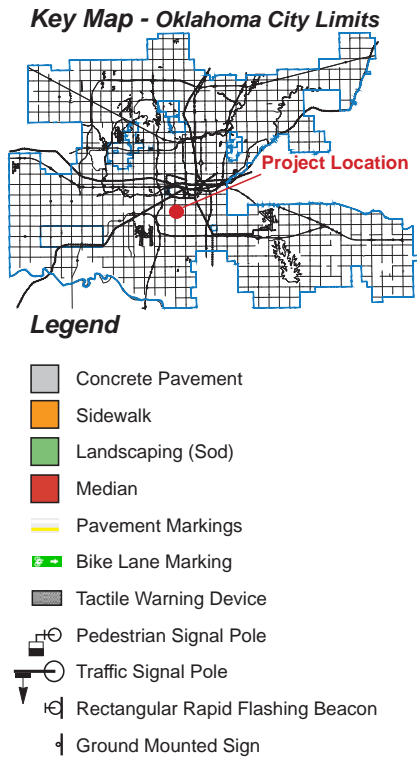 Key Map - Oklahoma City Limits
Project Location
Legend
Concrete Pavement
Sidewalk
Landscaping (Sod)
Median
Pavement Markings
Bike Lane Marking
Tactile Warning Device
Pedestrian Signal Pole
Traffic Signal Pole
Rectangular Rapid Flashing Beacon
Ground Mounted Sign